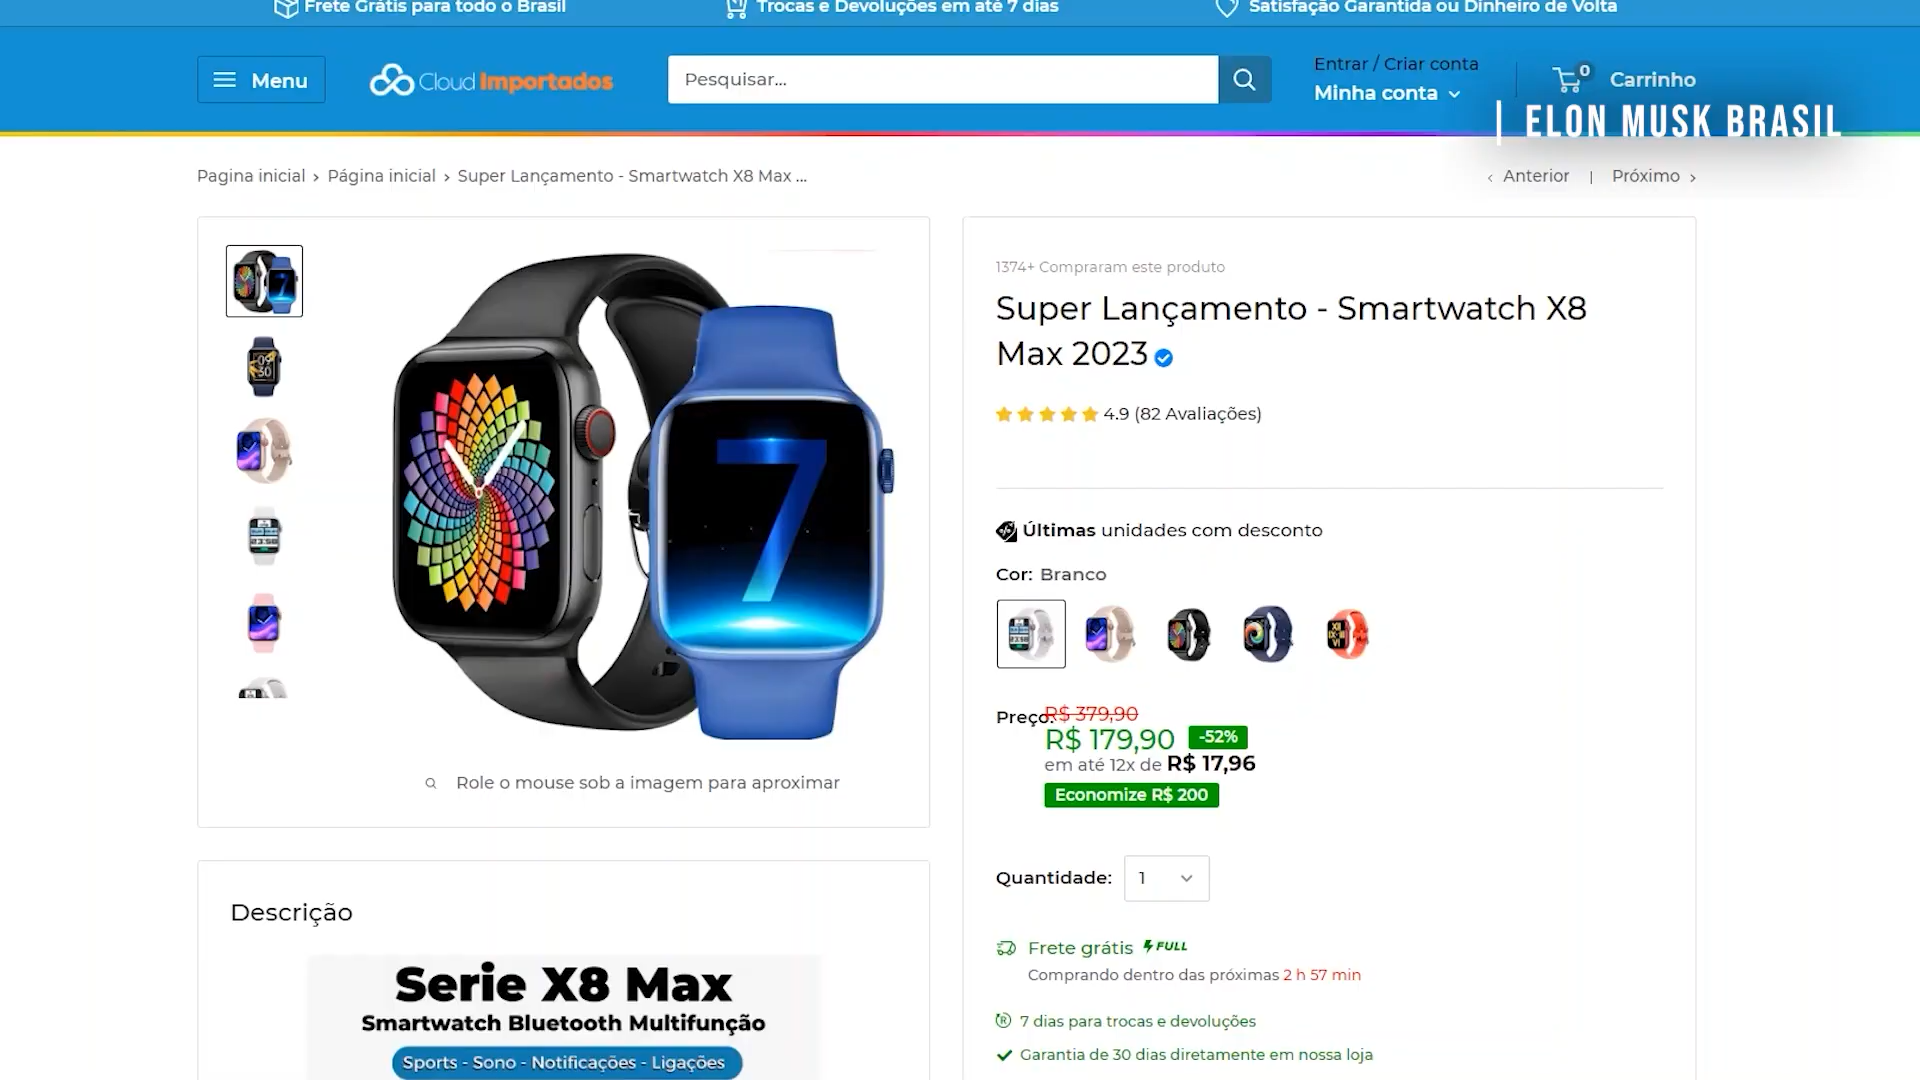 Frete Grátis para todo o Brasil
Trocas e Devoluções em até 7 dias
Satisfação Garantida ou Dinheiro de Volta
Menu
Cloud Importados
Pesquisar...
Entrar / Criar conta
Minha conta
0
Carrinho
| ELON MUSK BRASIL
Pagina inicial › Página inicial › Super Lançamento - Smartwatch X8 Max ...
‹ Anterior | Próximo ›
1374+ Compraram este produto
Super Lançamento - Smartwatch X8
Max 2023
4.9 (82 Avaliações)
09
30
7
Últimas unidades com desconto
Cor: Branco
Preço:
R$ 379,90
R$ 179,90 -52%
em até 12x de R$ 17,96
Economize R$ 200
Role o mouse sob a imagem para aproximar
Quantidade: 1
Descrição
Serie X8 Max
Smartwatch Bluetooth Multifunção
Sports - Sono - Notificações - Ligações
Frete grátis FULL
Comprando dentro das próximas 2 h 57 min
7 dias para trocas e devoluções
Garantia de 30 dias diretamente em nossa loja